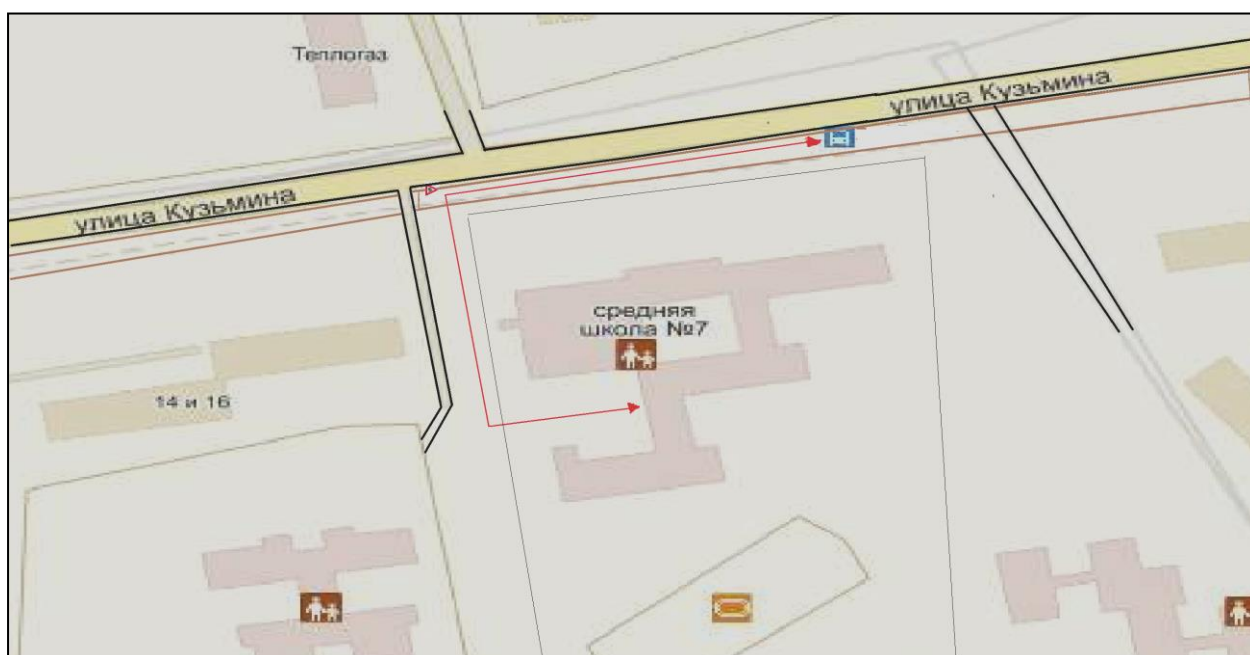 Теплогаз
улица Кузьмина
улица Кузьмина
средняя
школа №7
14 и 16